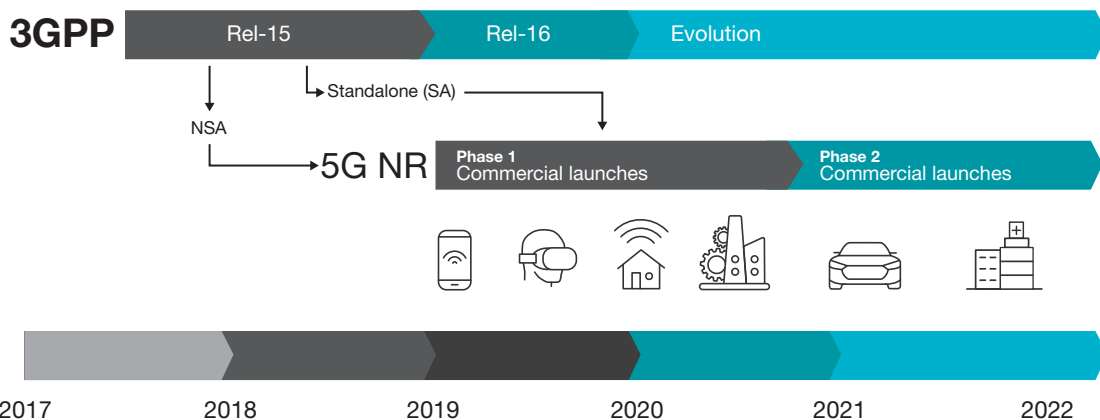 3GPP
Rel-15
Rel-16
Evolution
Standalone (SA)
NSA
5G NR
Phase 1
Commercial launches
Phase 2
Commercial launches
2017
2018
2019
2020
2021
2022